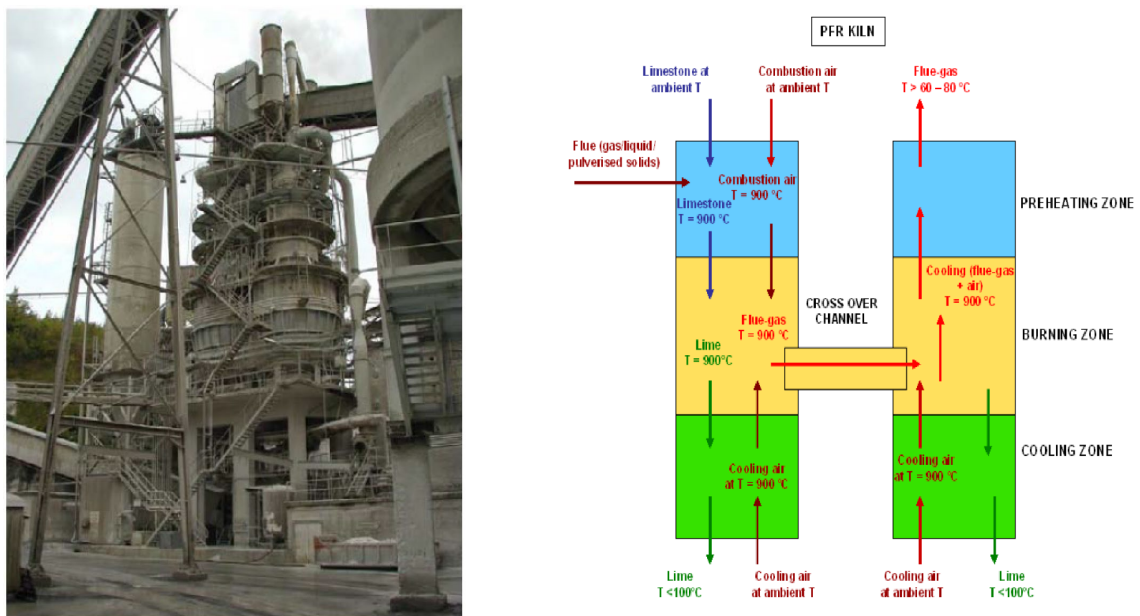 PFR KILN
Limestone at
ambient T
Combustion air
at ambient T
Flue-gas
T > 60 – 80 °C
Flue (gas/liquid/
pulverised solids)
Combustion air
T = 900 °C
Limestone
T = 900 °C
PREHEATING ZONE
Cooling (flue-gas
+ air)
T = 900 °C
CROSS OVER
CHANNEL
Flue-gas
T = 900 °C
BURNING ZONE
Lime
T = 900°C
COOLING ZONE
Cooling air
at T = 900 °C
Cooling air
at T = 900 °C
Lime
T <100°C
Cooling air
at ambient T
Cooling air
at ambient T
Lime
T <100°C